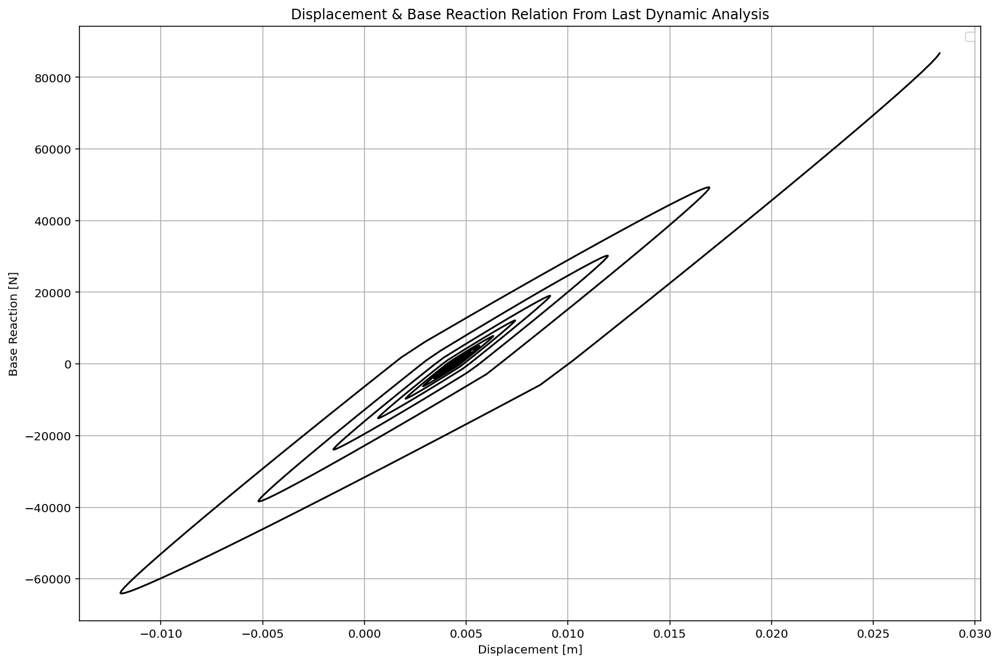 Displacement & Base Reaction Relation From Last Dynamic Analysis
80000
60000
40000
20000
0
−20000
−40000
−60000
Base Reaction [N]
−0.010 −0.005 0.000 0.005 0.010 0.015 0.020 0.025 0.030
Displacement [m]